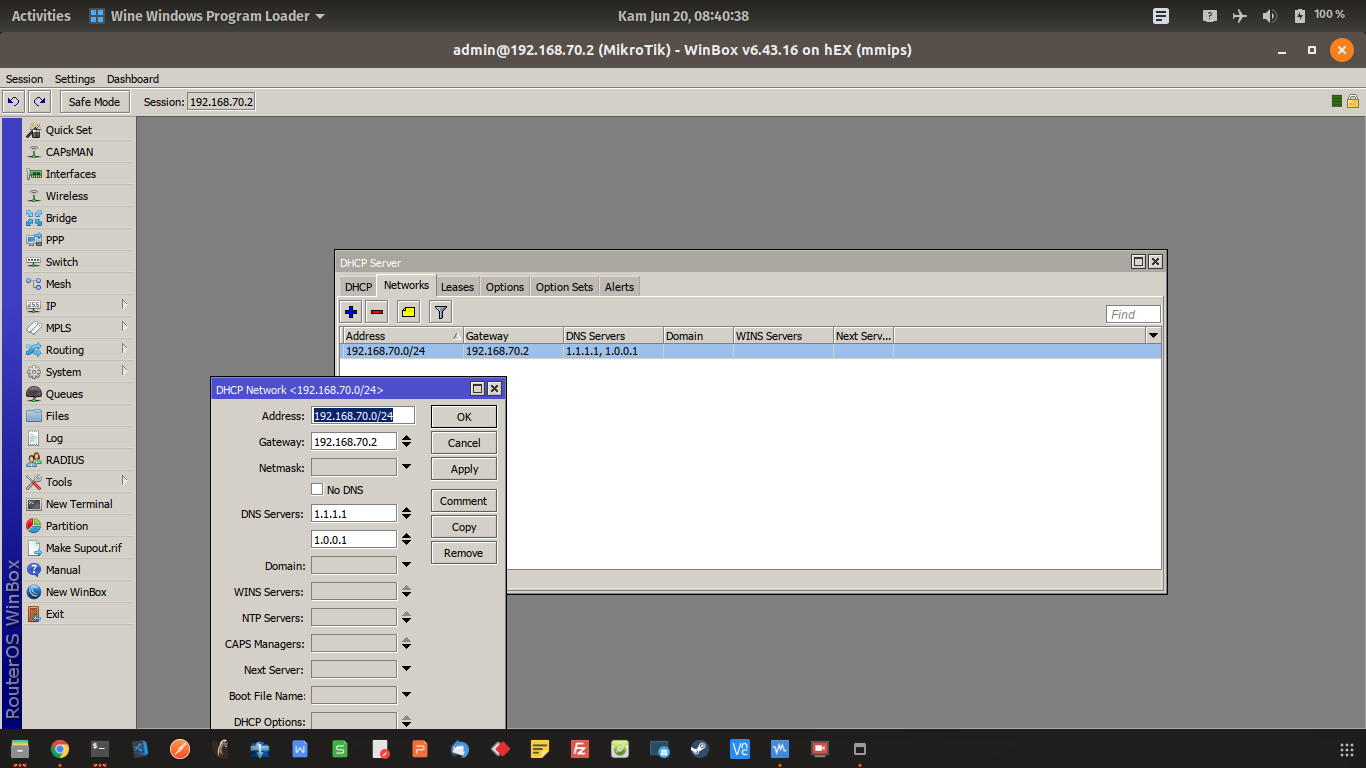 Activities Wine Windows Program Loader Kam Jun 20, 08:40:38 100 %
admin@192.168.70.2 (MikroTik) - WinBox v6.43.16 on hEX (mmips)
Session Settings Dashboard
Safe Mode Session: 192.168.70.2
Quick Set
CAPsMAN
Interfaces
Wireless
Bridge
PPP
Switch
Mesh
IP
MPLS
Routing
System
Queues
Files
Log
RADIUS
Tools
New Terminal
Partition
Make Supout.rif
Manual
New WinBox
Exit
RouterOS WinBox
DHCP Server
DHCP Networks Leases Options Option Sets Alerts
Find
Address Gateway DNS Servers Domain WINS Servers Next Serv...
192.168.70.0/24 192.168.70.2 1.1.1.1, 1.0.0.1
DHCP Network <192.168.70.0/24>
Address: 192.168.70.0/24 OK
Gateway: 192.168.70.2 Cancel
Netmask: Apply
No DNS Comment
DNS Servers: 1.1.1.1 Copy
1.0.0.1 Remove
Domain:
WINS Servers:
NTP Servers:
CAPS Managers:
Next Server:
Boot File Name:
DHCP Options: